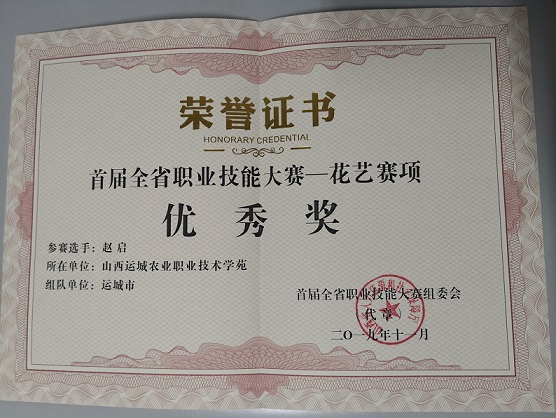 荣誉证书
HONORARY CREDENTIAL
首届全省职业技能大赛—花艺赛项
优秀奖
参赛选手：赵启
所在单位：山西运城农业职业技术学苑
组队单位：运城市
首届全省职业技能大赛组委会
代章
二〇一九年十一月